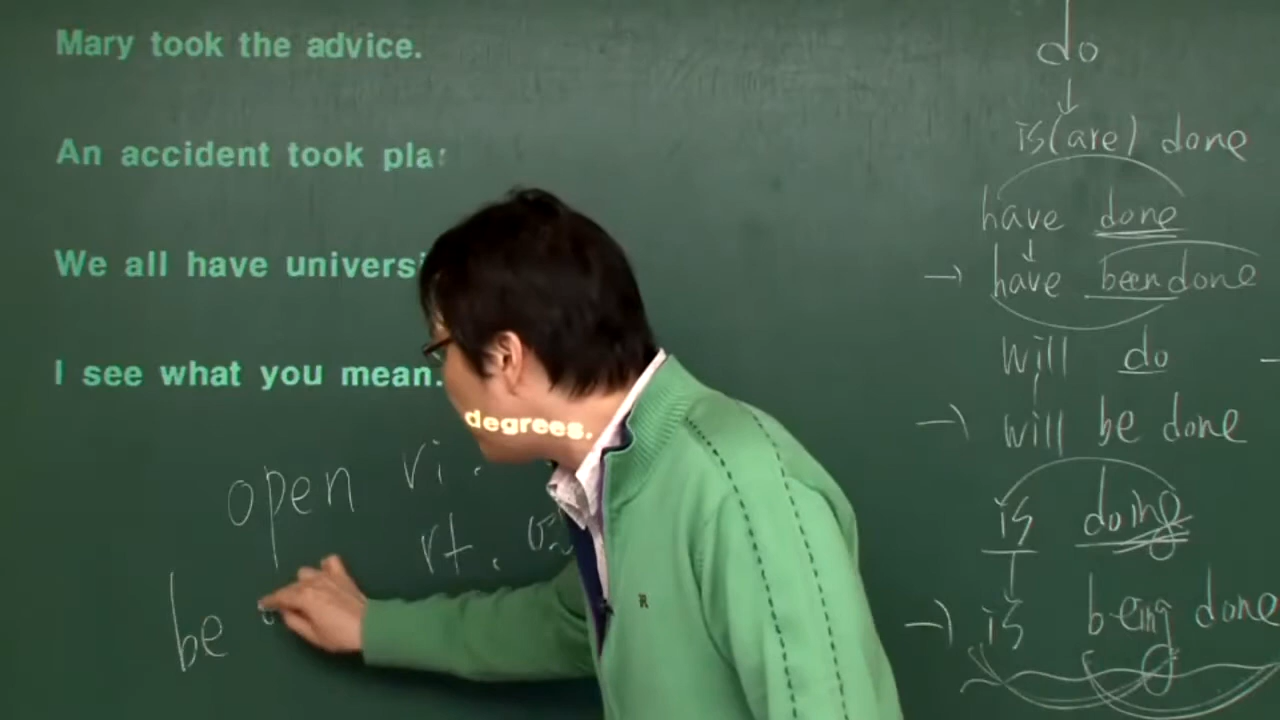 Mary took the advice.
An accident took pla
We all have universi degrees.
I see what you mean.
open vi.
vt.
be
do
is(are) done
have done
→ have been done
will do
→ will be done
is doing
→ is being done